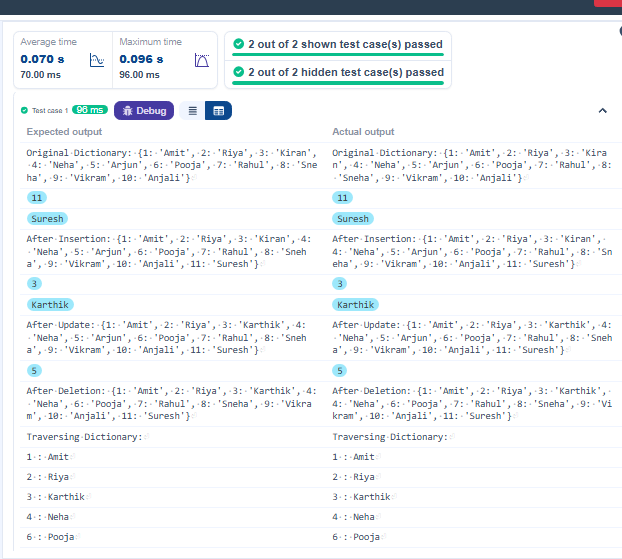 Average time
0.070 s
70.00 ms
Maximum time
0.096 s
96.00 ms
2 out of 2 shown test case(s) passed
2 out of 2 hidden test case(s) passed
Test case 1 96 ms Debug
Expected output
Original·Dictionary:·{1:·'Amit',·2:·'Riya',·3:·'Kiran',
·4:·'Neha',·5:·'Arjun',·6:·'Pooja',·7:·'Rahul',·8:·'Sne
ha',·9:·'Vikram',·10:·'Anjali'}
11
Suresh
After·Insertion:·{1:·'Amit',·2:·'Riya',·3:·'Kiran',·4:
·'Neha',·5:·'Arjun',·6:·'Pooja',·7:·'Rahul',·8:·'Sneh
a',·9:·'Vikram',·10:·'Anjali',·11:·'Suresh'}
3
Karthik
After·Update:·{1:·'Amit',·2:·'Riya',·3:·'Karthik',·4:
·'Neha',·5:·'Arjun',·6:·'Pooja',·7:·'Rahul',·8:·'Sneh
a',·9:·'Vikram',·10:·'Anjali',·11:·'Suresh'}
5
After·Deletion:·{1:·'Amit',·2:·'Riya',·3:·'Karthik',·4:
·'Neha',·6:·'Pooja',·7:·'Rahul',·8:·'Sneha',·9:·'Vikra
m',·10:·'Anjali',·11:·'Suresh'}
Traversing·Dictionary:
1·:·Amit
2·:·Riya
3·:·Karthik
4·:·Neha
6·:·Pooja
Actual output
Original·Dictionary:·{1:·'Amit',·2:·'Riya',·3:·'Kira
n',·4:·'Neha',·5:·'Arjun',·6:·'Pooja',·7:·'Rahul',·8:
·'Sneha',·9:·'Vikram',·10:·'Anjali'}
11
Suresh
After·Insertion:·{1:·'Amit',·2:·'Riya',·3:·'Kiran',·
4:·'Neha',·5:·'Arjun',·6:·'Pooja',·7:·'Rahul',·8:·'Sn
eha',·9:·'Vikram',·10:·'Anjali',·11:·'Suresh'}
3
Karthik
After·Update:·{1:·'Amit',·2:·'Riya',·3:·'Karthik',·4:
·'Neha',·5:·'Arjun',·6:·'Pooja',·7:·'Rahul',·8:·'Sneh
a',·9:·'Vikram',·10:·'Anjali',·11:·'Suresh'}
5
After·Deletion:·{1:·'Amit',·2:·'Riya',·3:·'Karthik',·
4:·'Neha',·6:·'Pooja',·7:·'Rahul',·8:·'Sneha',·9:·'Vi
kram',·10:·'Anjali',·11:·'Suresh'}
Traversing·Dictionary:
1·:·Amit
2·:·Riya
3·:·Karthik
4·:·Neha
6·:·Pooja